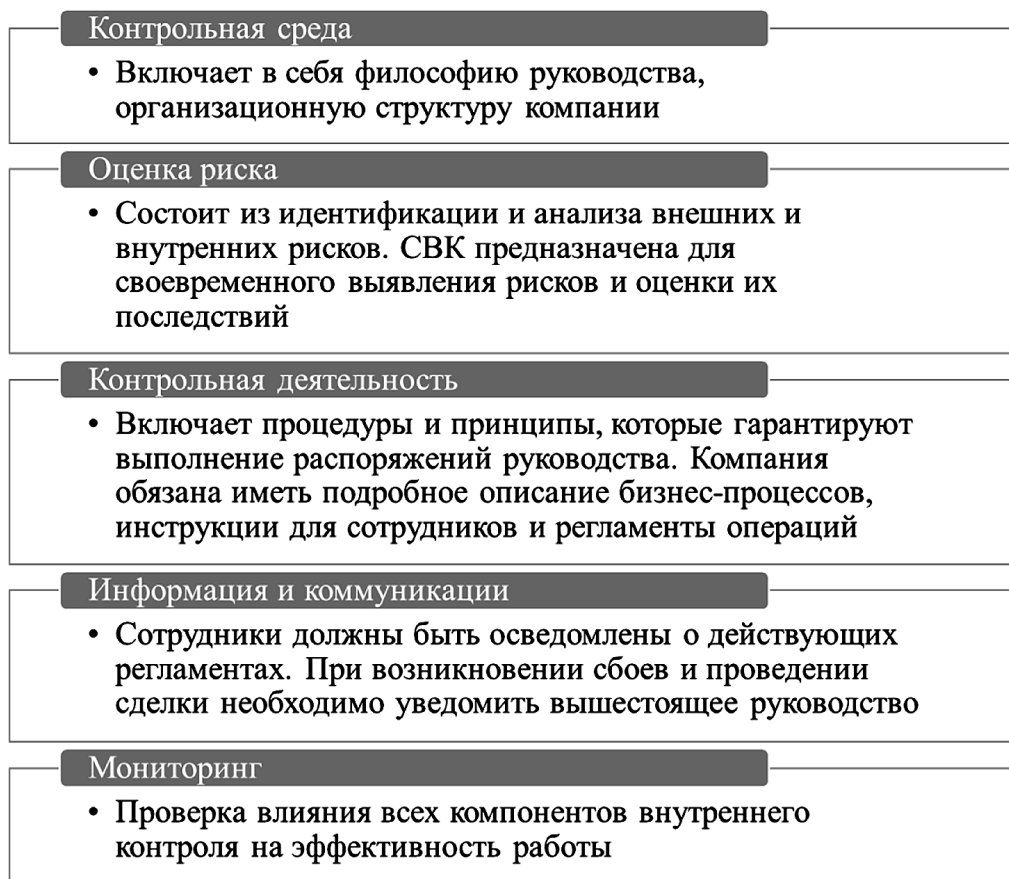 Контрольная среда
• Включает в себя философию руководства,
организационную структуру компании
Оценка риска
• Состоит из идентификации и анализа внешних и
внутренних рисков. СВК предназначена для
своевременного выявления рисков и оценки их
последствий
Контрольная деятельность
• Включает процедуры и принципы, которые гарантируют
выполнение распоряжений руководства. Компания
обязана иметь подробное описание бизнес-процессов,
инструкции для сотрудников и регламенты операций
Информация и коммуникации
• Сотрудники должны быть осведомлены о действующих
регламентах. При возникновении сбоев и проведении
сделки необходимо уведомить вышестоящее руководство
Мониторинг
• Проверка влияния всех компонентов внутреннего
контроля на эффективность работы